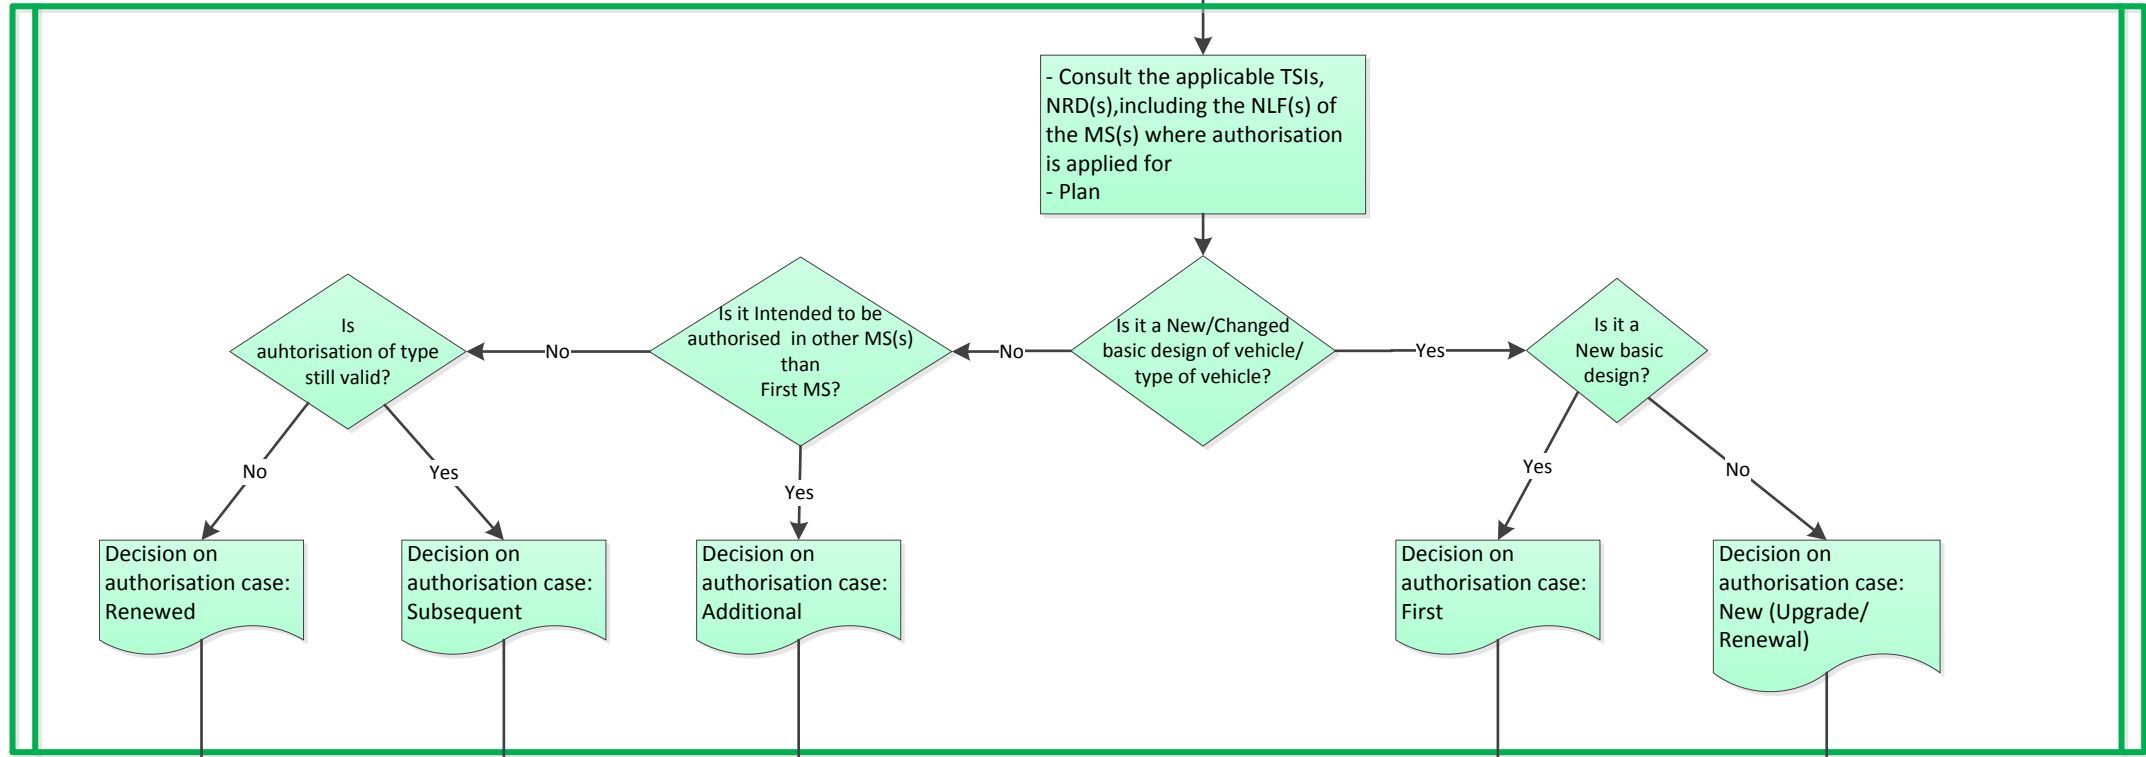 - Consult the applicable TSIs,
NRD(s),including the NLF(s) of
the MS(s) where authorisation
is applied for
- Plan
Is
auhtorisation of type
still valid?
No
Is it Intended to be
authorised  in other MS(s)
than
First MS?
No
Is it a New/Changed
basic design of vehicle/
type of vehicle?
Yes
Is it a
New basic
design?
No
Yes
Yes
Yes
No
Decision on
authorisation case:
Renewed
Decision on
authorisation case:
Subsequent
Decision on
authorisation case:
Additional
Decision on
authorisation case:
First
Decision on
authorisation case:
New (Upgrade/
Renewal)